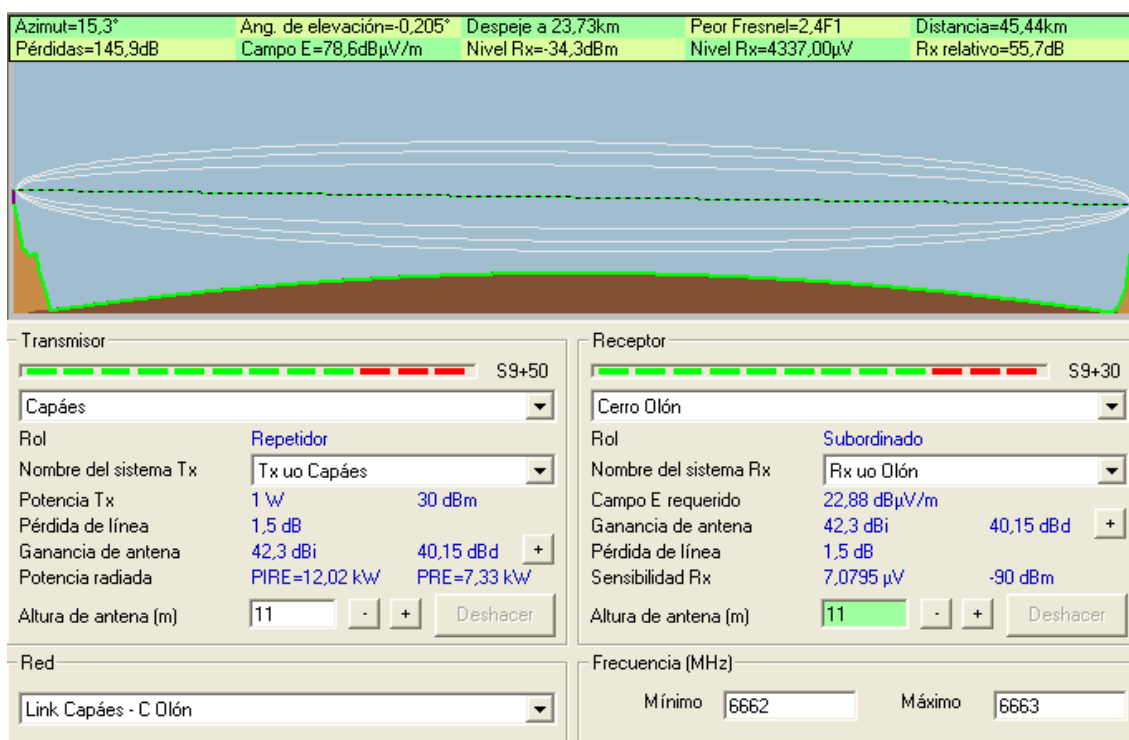 Azimut=15,3° Ang. de elevación=-0,205° Despeje a 23,73km Peor Fresnel=2,4F1 Distancia=45,44km
Pérdidas=145,9dB Campo E=78,6dBµV/m Nivel Rx=-34,3dBm Nivel Rx=4337,00µV Rx relativo=55,7dB
Transmisor
S9+50
Capáes
Rol Repetidor
Nombre del sistema Tx Tx uo Capáes
Potencia Tx 1 W 30 dBm
Pérdida de línea 1,5 dB
Ganancia de antena 42,3 dBi 40,15 dBd +
Potencia radiada PIRE=12,02 kW PRE=7,33 kW
Altura de antena (m) 11 - + Deshacer
Red
Link Capáes - C Olón
Receptor
S9+30
Cerro Olón
Rol Subordinado
Nombre del sistema Rx Rx uo Olón
Campo E requerido 22,88 dBµV/m
Ganancia de antena 42,3 dBi 40,15 dBd +
Pérdida de línea 1,5 dB
Sensibilidad Rx 7,0795 µV -90 dBm
Altura de antena (m) 11 - + Deshacer
Frecuencia (MHz)
Mínimo 6662 Máximo 6663